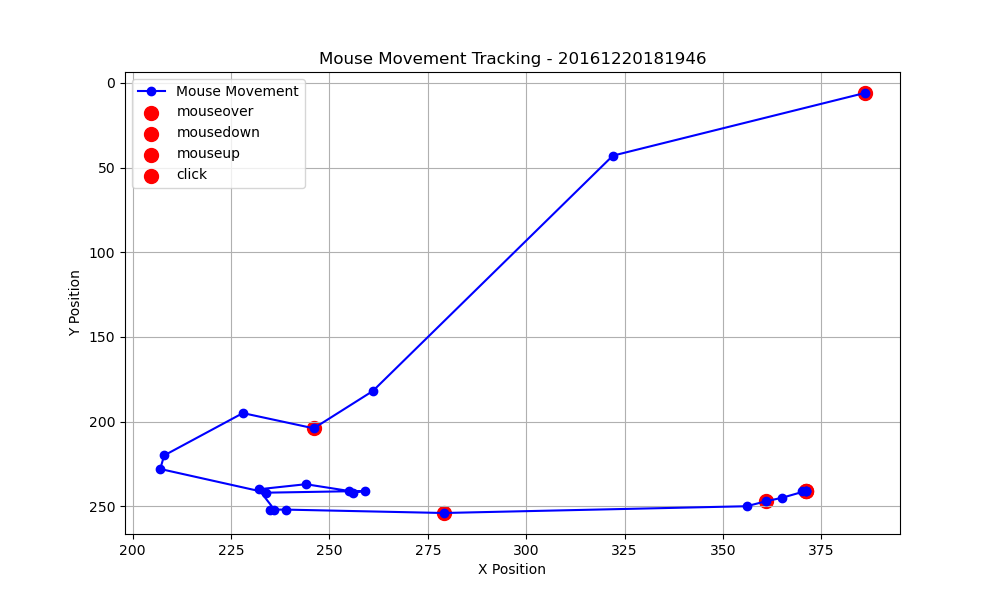 Mouse Movement Tracking - 20161220181946
Mouse Movement
mouseover
mousedown
mouseup
click
0
50
100
150
200
250
Y Position
200 225 250 275 300 325 350 375
X Position